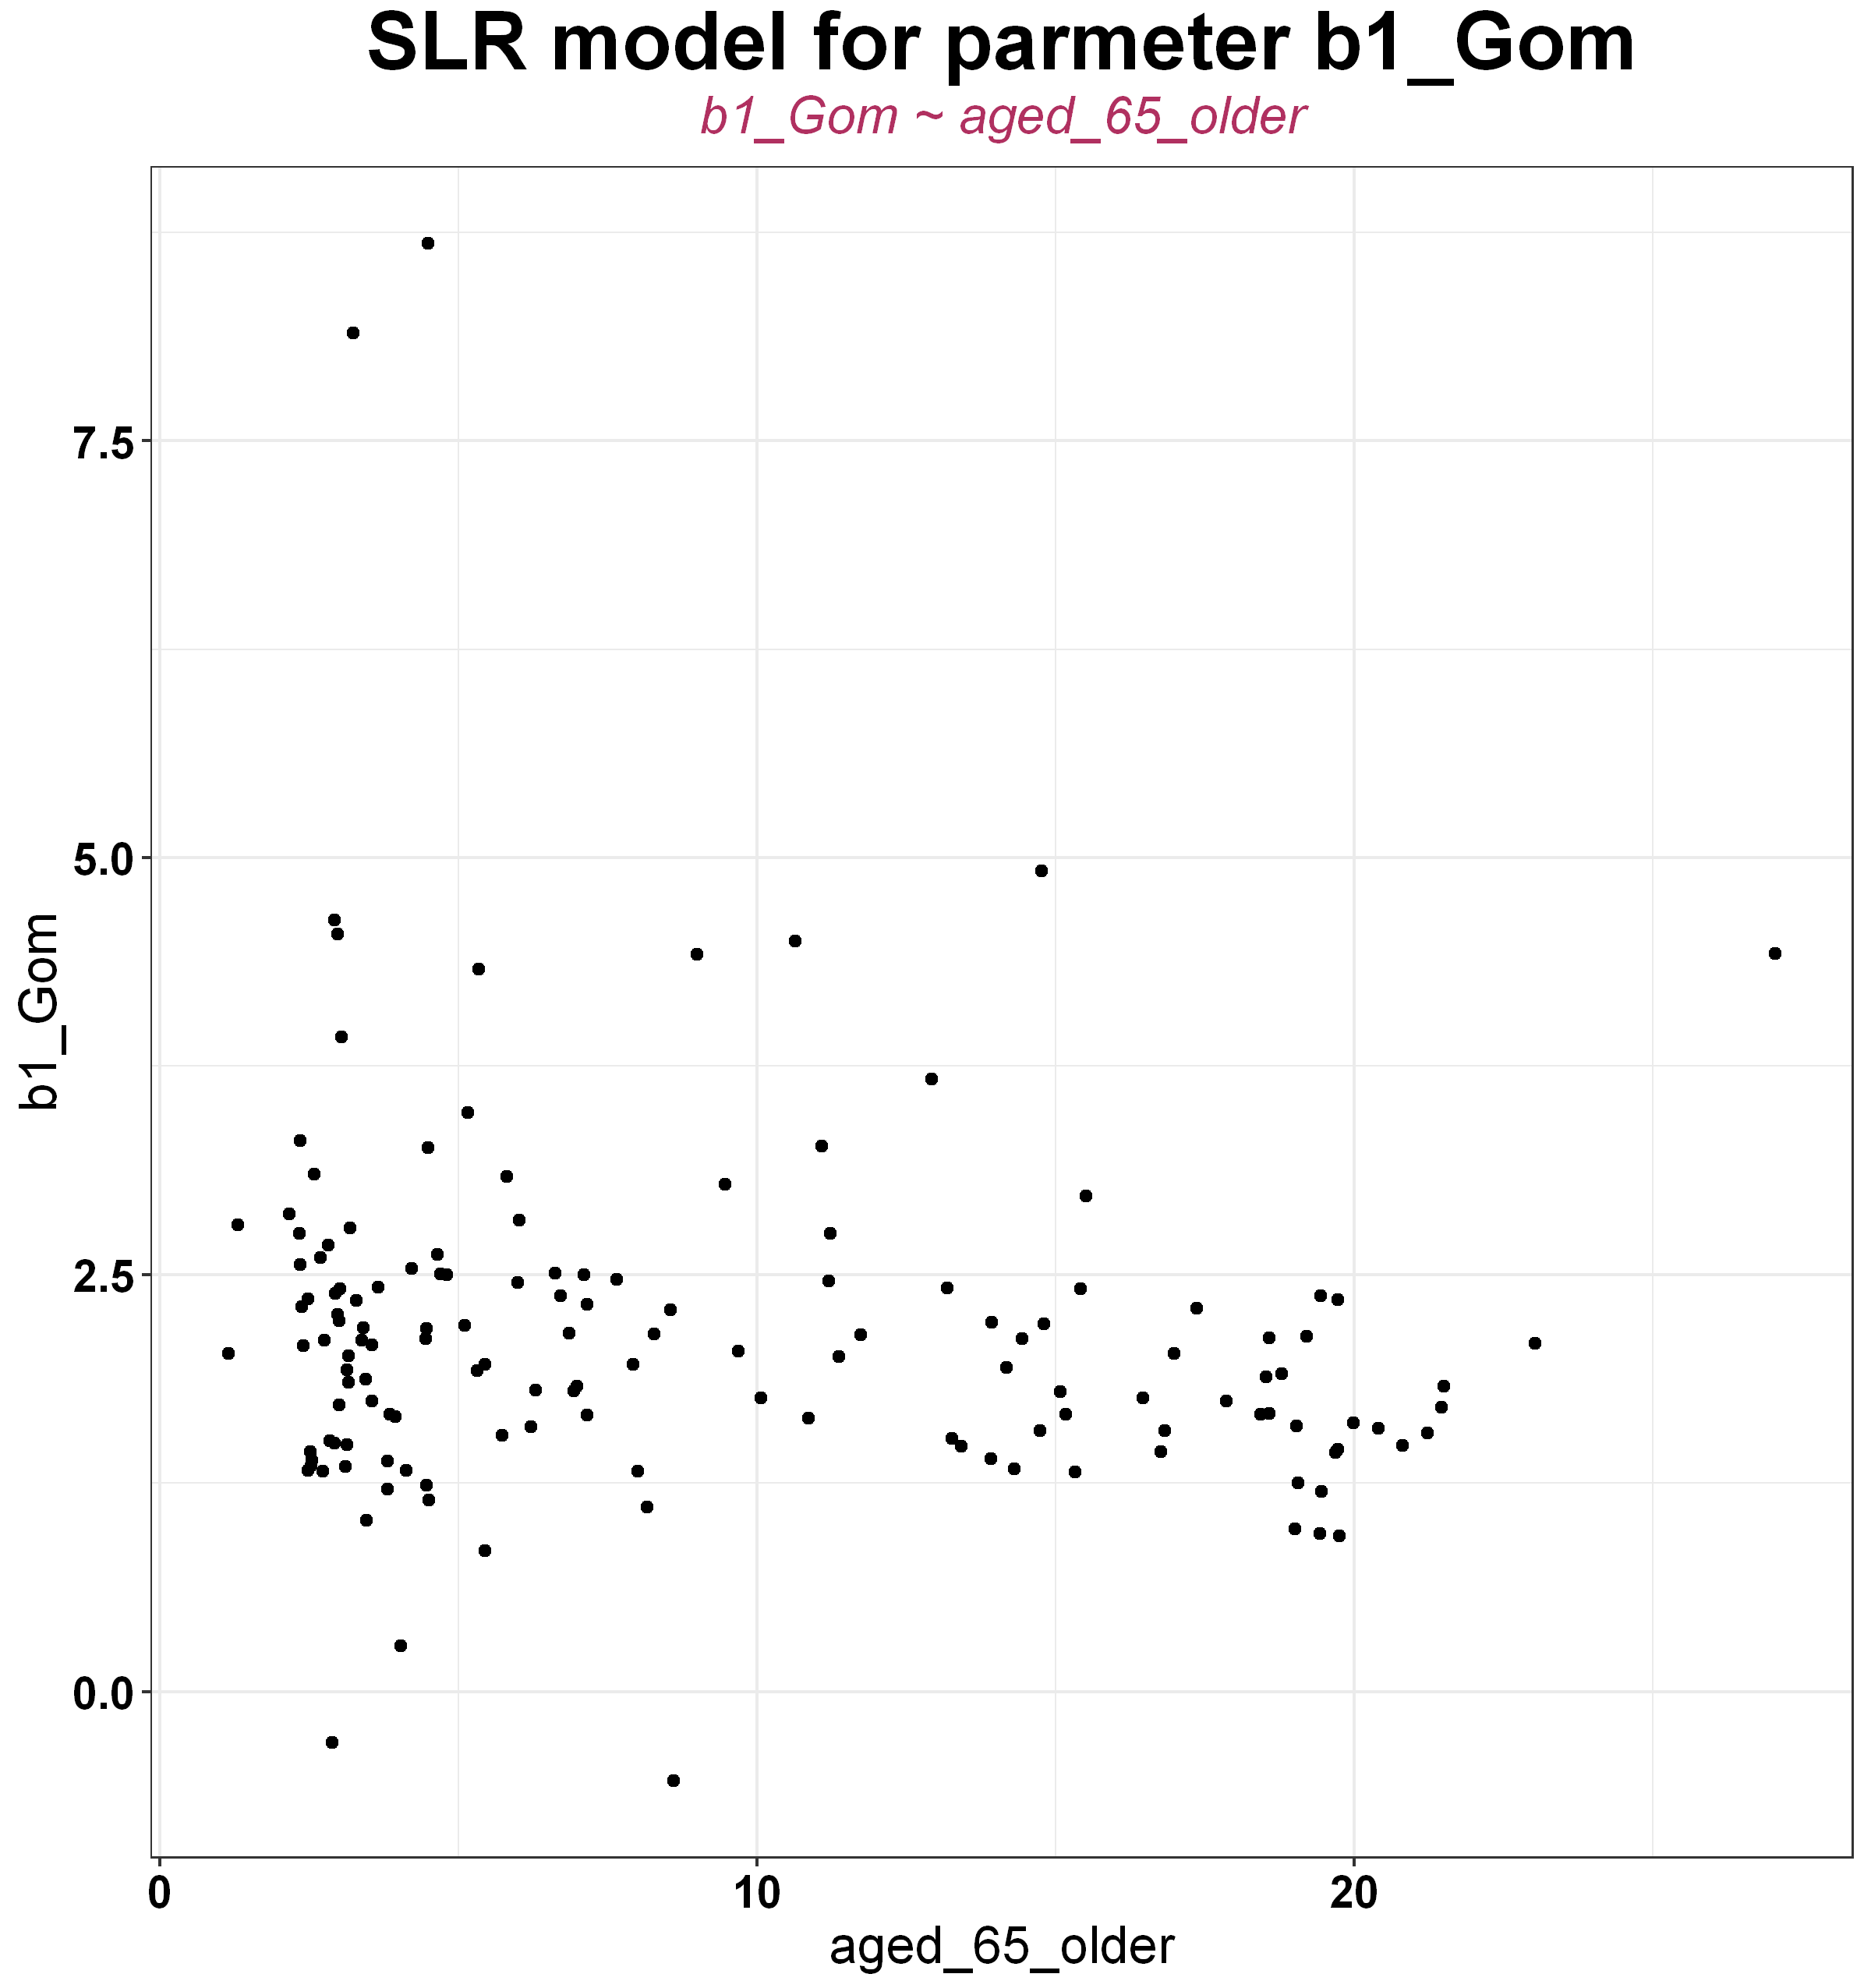 SLR model for parmeter b1_Gom
b1_Gom ~ aged_65_older
7.5
5.0
2.5
0.0
b1_Gom
0
10
20
aged_65_older